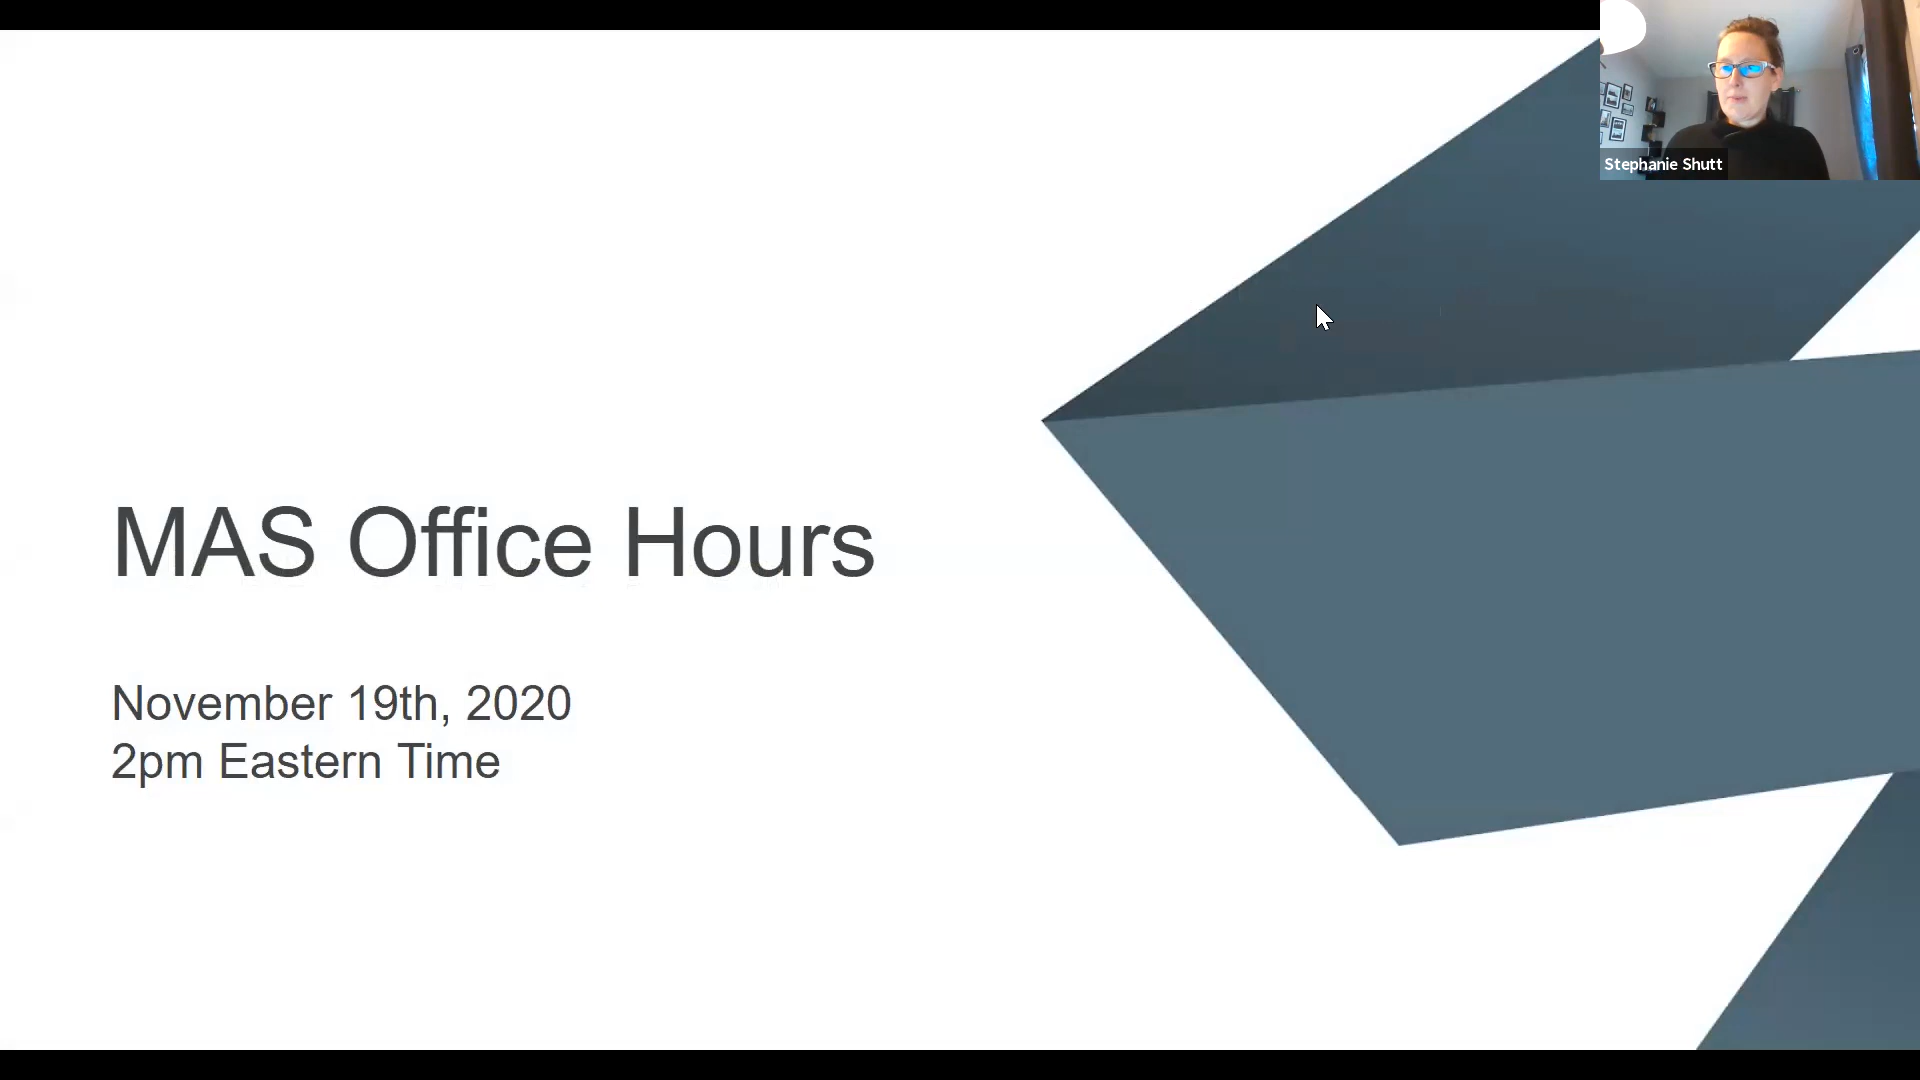 Stephanie Shutt
MAS Office Hours
November 19th, 2020
2pm Eastern Time